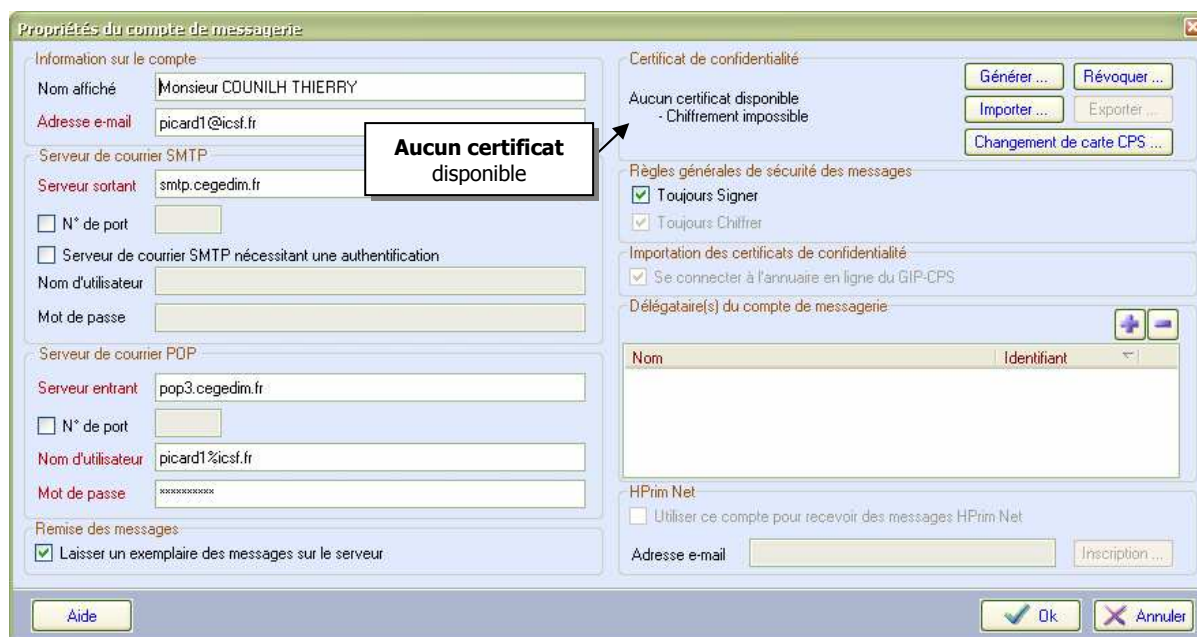 Propriétés du compte de messagerie
Information sur le compte
Nom affiché
Monsieur COUNILH THIERRY
Adresse e-mail
picard1@icsf.fr
Serveur de courrier SMTP
Serveur sortant
smtp.cegedim.fr
N° de port
Serveur de courrier SMTP nécessitant une authentification
Nom d'utilisateur
Mot de passe
Serveur de courrier POP
Serveur entrant
pop3.cegedim.fr
N° de port
Nom d'utilisateur
picard1%icsf.fr
Mot de passe
××××××××××
Remise des messages
Laisser un exemplaire des messages sur le serveur
Aucun certificat
disponible
Certificat de confidentialité
Aucun certificat disponible
- Chiffrement impossible
Générer ...
Révoquer ...
Importer ...
Exporter ...
Changement de carte CPS ...
Règles générales de sécurité des messages
Toujours Signer
Toujours Chiffrer
Importation des certificats de confidentialité
Se connecter à l'annuaire en ligne du GIP-CPS
Délégataire(s) du compte de messagerie
Nom
Identifiant
HPrim Net
Utiliser ce compte pour recevoir des messages HPrim Net
Adresse e-mail
Inscription ...
Aide
Ok
Annuler